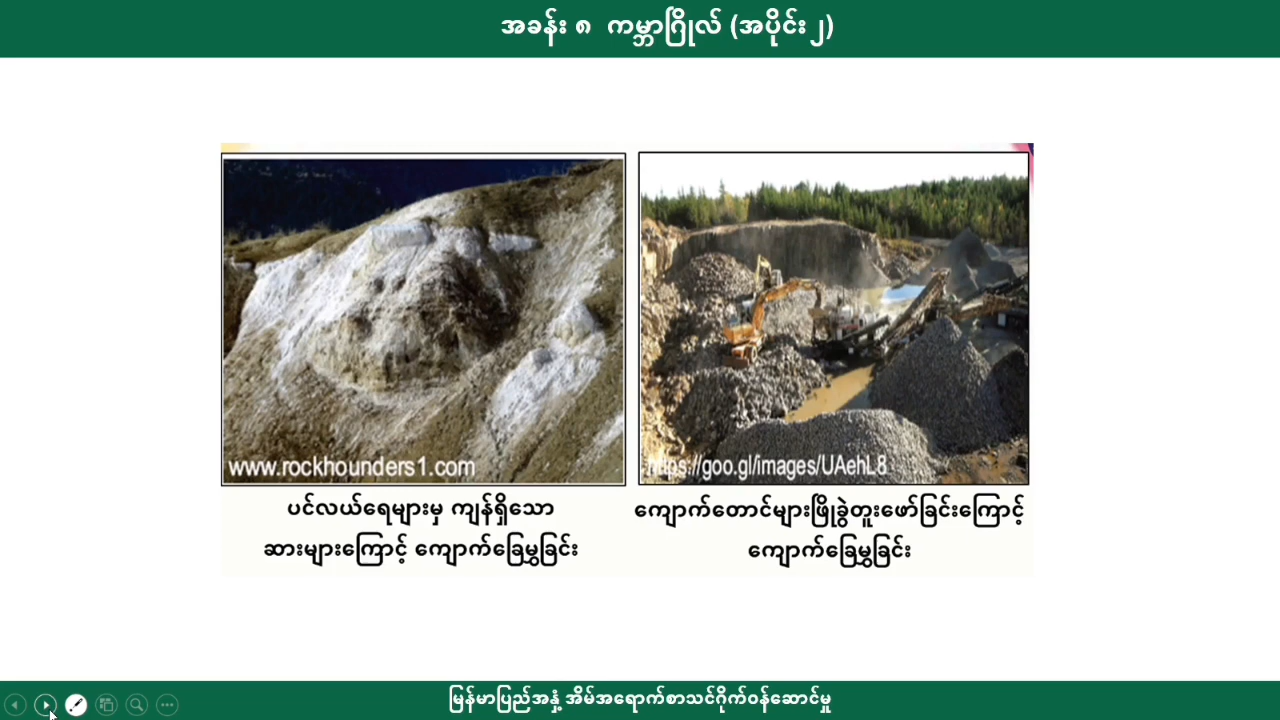 အခန်း ၈ ကမ္ဘာဂြိုလ် (အပိုင်း ၂)
www.rockhounders1.com
https://goo.gl/images/UAehL8
ပင်လယ်ရေများမှ ကျန်ရှိသော
ဆားများကြောင့် ကျောက်ခြေမွှခြင်း
ကျောက်တောင်များဖြိုခွဲတူးဖော်ခြင်းကြောင့်
ကျောက်ခြေမွှခြင်း
မြန်မာပြည်အနှံ့ အိမ်အရောက်စာသင်ဂိုက်ဝန်ဆောင်မှု